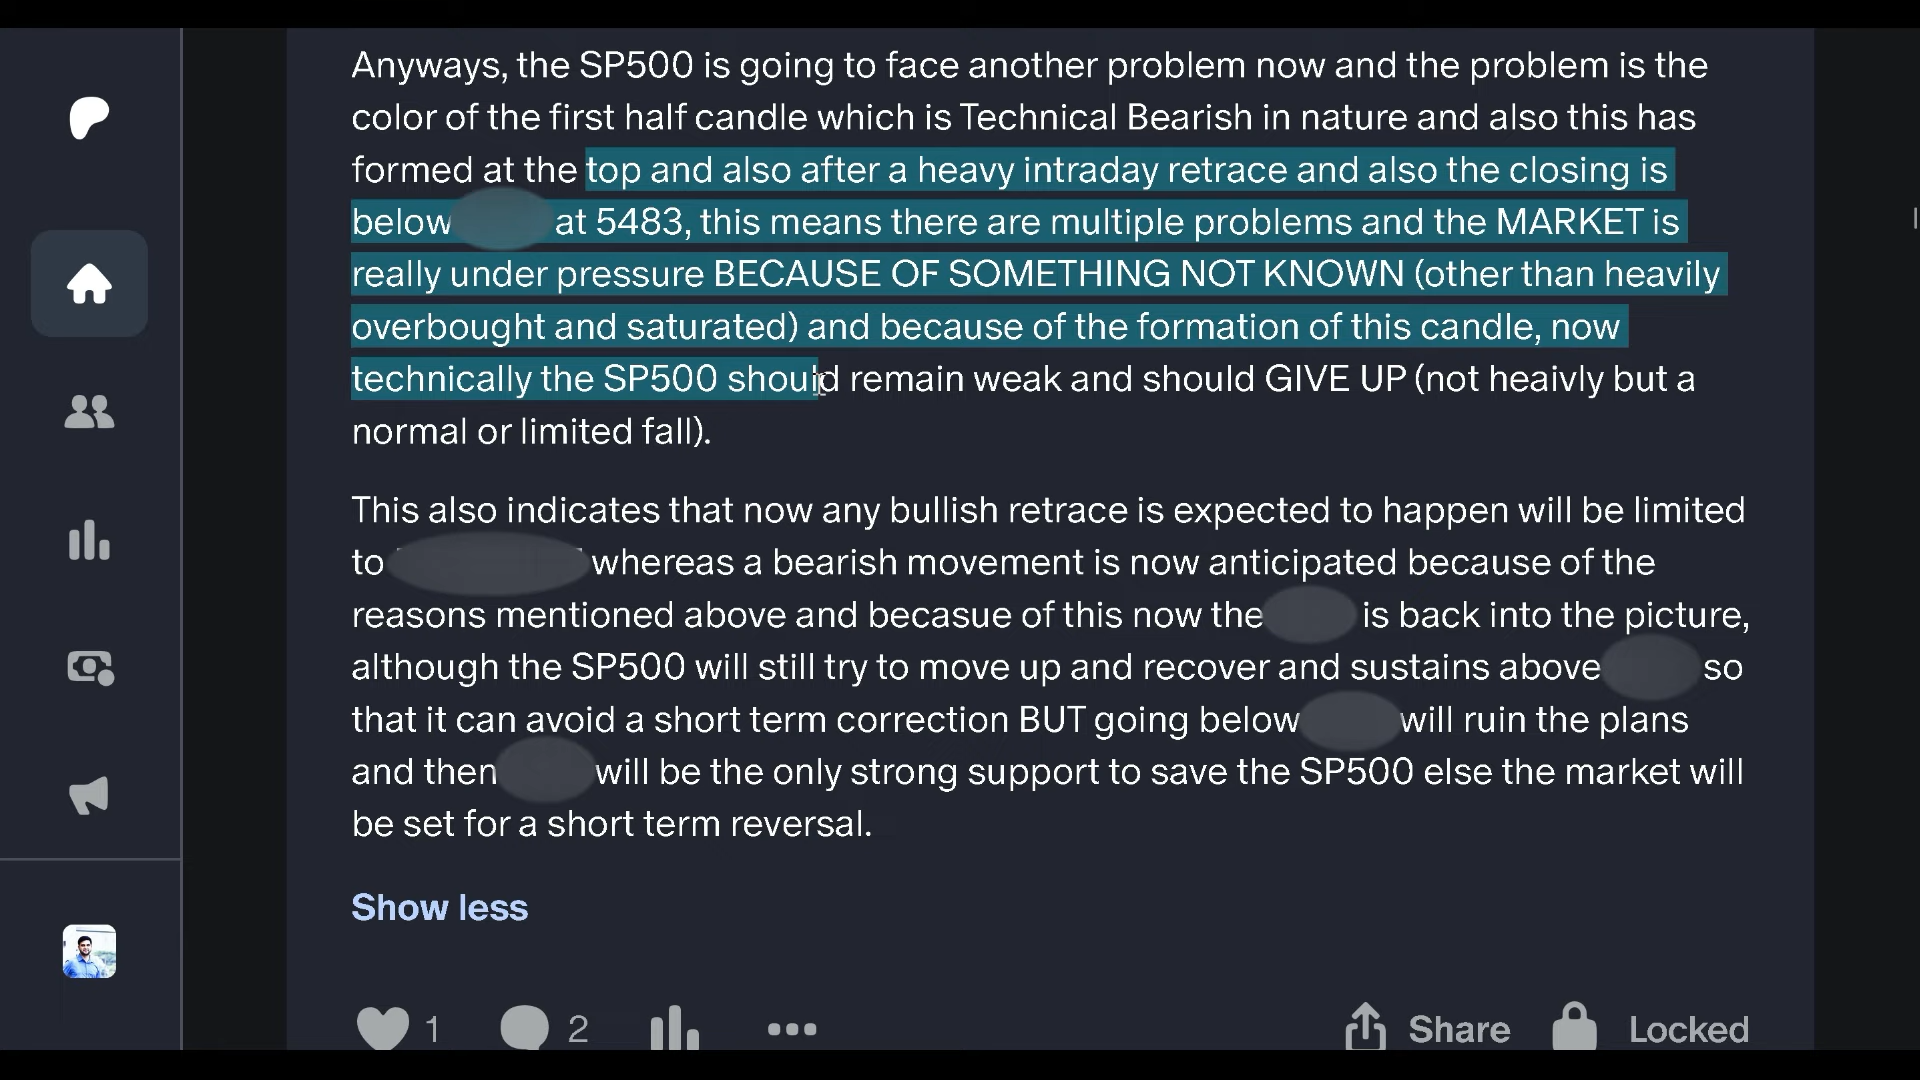 Anyways, the SP500 is going to face another problem now and the problem is the
color of the first half candle which is Technical Bearish in nature and also this has
formed at the top and also after a heavy intraday retrace and also the closing is
below at 5483, this means there are multiple problems and the MARKET is
really under pressure BECAUSE OF SOMETHING NOT KNOWN (other than heavily
overbought and saturated) and because of the formation of this candle, now
technically the SP500 should remain weak and should GIVE UP (not heaivly but a
normal or limited fall).
This also indicates that now any bullish retrace is expected to happen will be limited
to whereas a bearish movement is now anticipated because of the
reasons mentioned above and becasue of this now the is back into the picture,
although the SP500 will still try to move up and recover and sustains above so
that it can avoid a short term correction BUT going below will ruin the plans
and then will be the only strong support to save the SP500 else the market will
be set for a short term reversal.
Show less
1 2 Share Locked